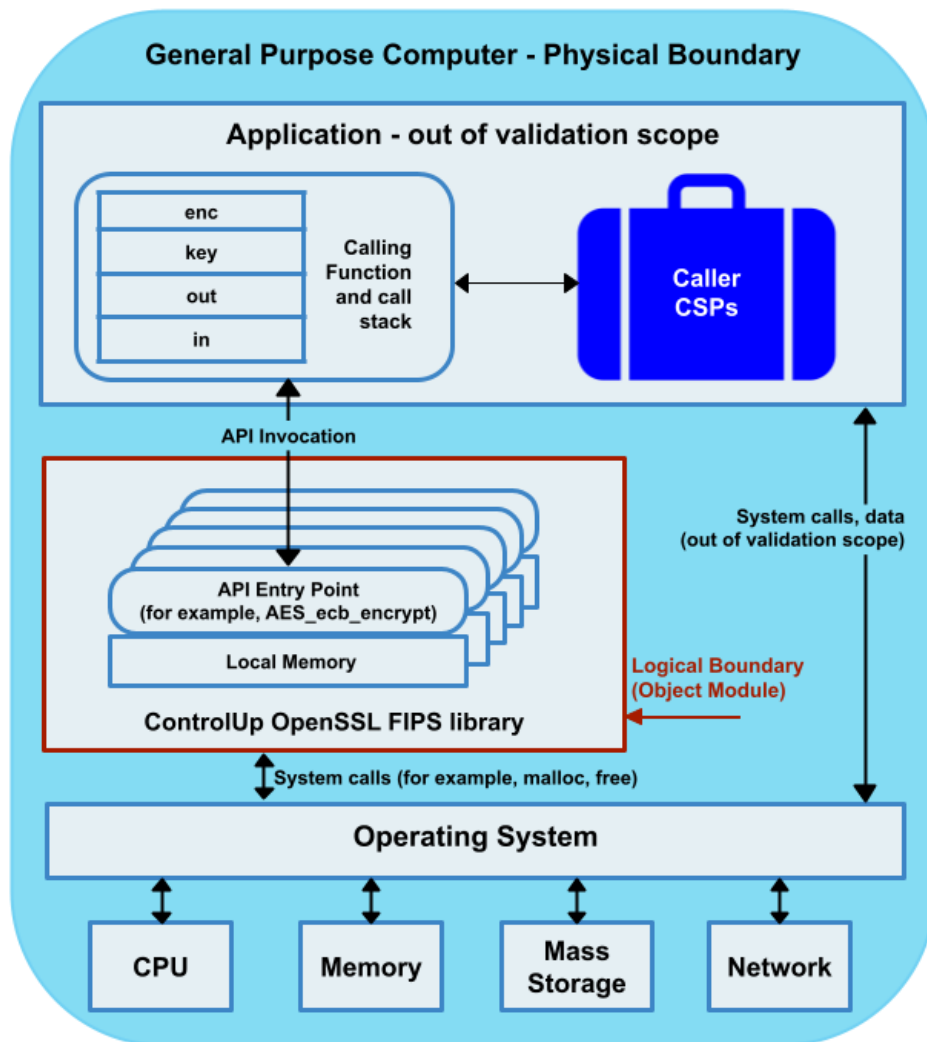 General Purpose Computer - Physical Boundary
Application - out of validation scope
enc
key
out
in
Calling
Function
and call
stack
Caller
CSPs
API Invocation
System calls, data
(out of validation scope)
API Entry Point
(for example, AES_ecb_encrypt)
Local Memory
ControlUp OpenSSL FIPS library
Logical Boundary
(Object Module)
System calls (for example, malloc, free)
Operating System
CPU
Memory
Mass
Storage
Network